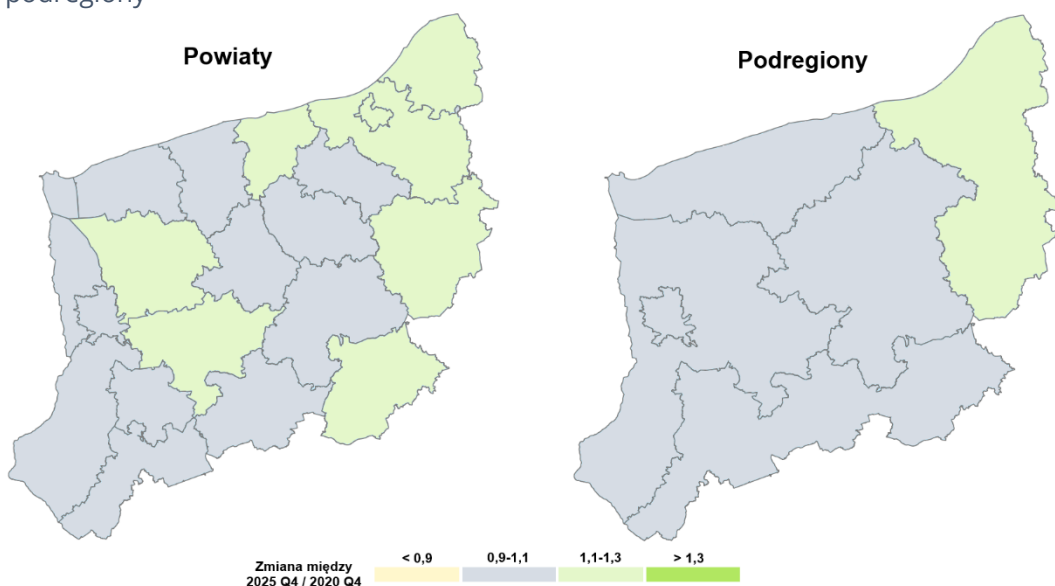 podregiony
Powiaty
Podregiony
Zmiana między
2025 Q4 / 2020 Q4
< 0,9
0,9-1,1
1,1-1,3
> 1,3